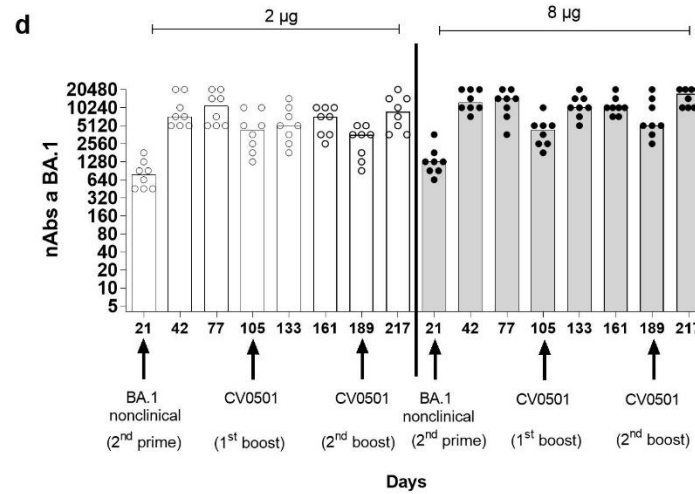 d
2 µg
8 µg
nAbs a BA.1
20480
10240
5120
2560
1280
640
320
160
80
40
20
10
5
21 42 77 105 133 161 189 217 21 42 77 105 133 161 189 217
BA.1
nonclinical
(2nd prime)
CV0501
(1st boost)
CV0501
(2nd boost)
BA.1
nonclinical
(2nd prime)
CV0501
(1st boost)
CV0501
(2nd boost)
Days